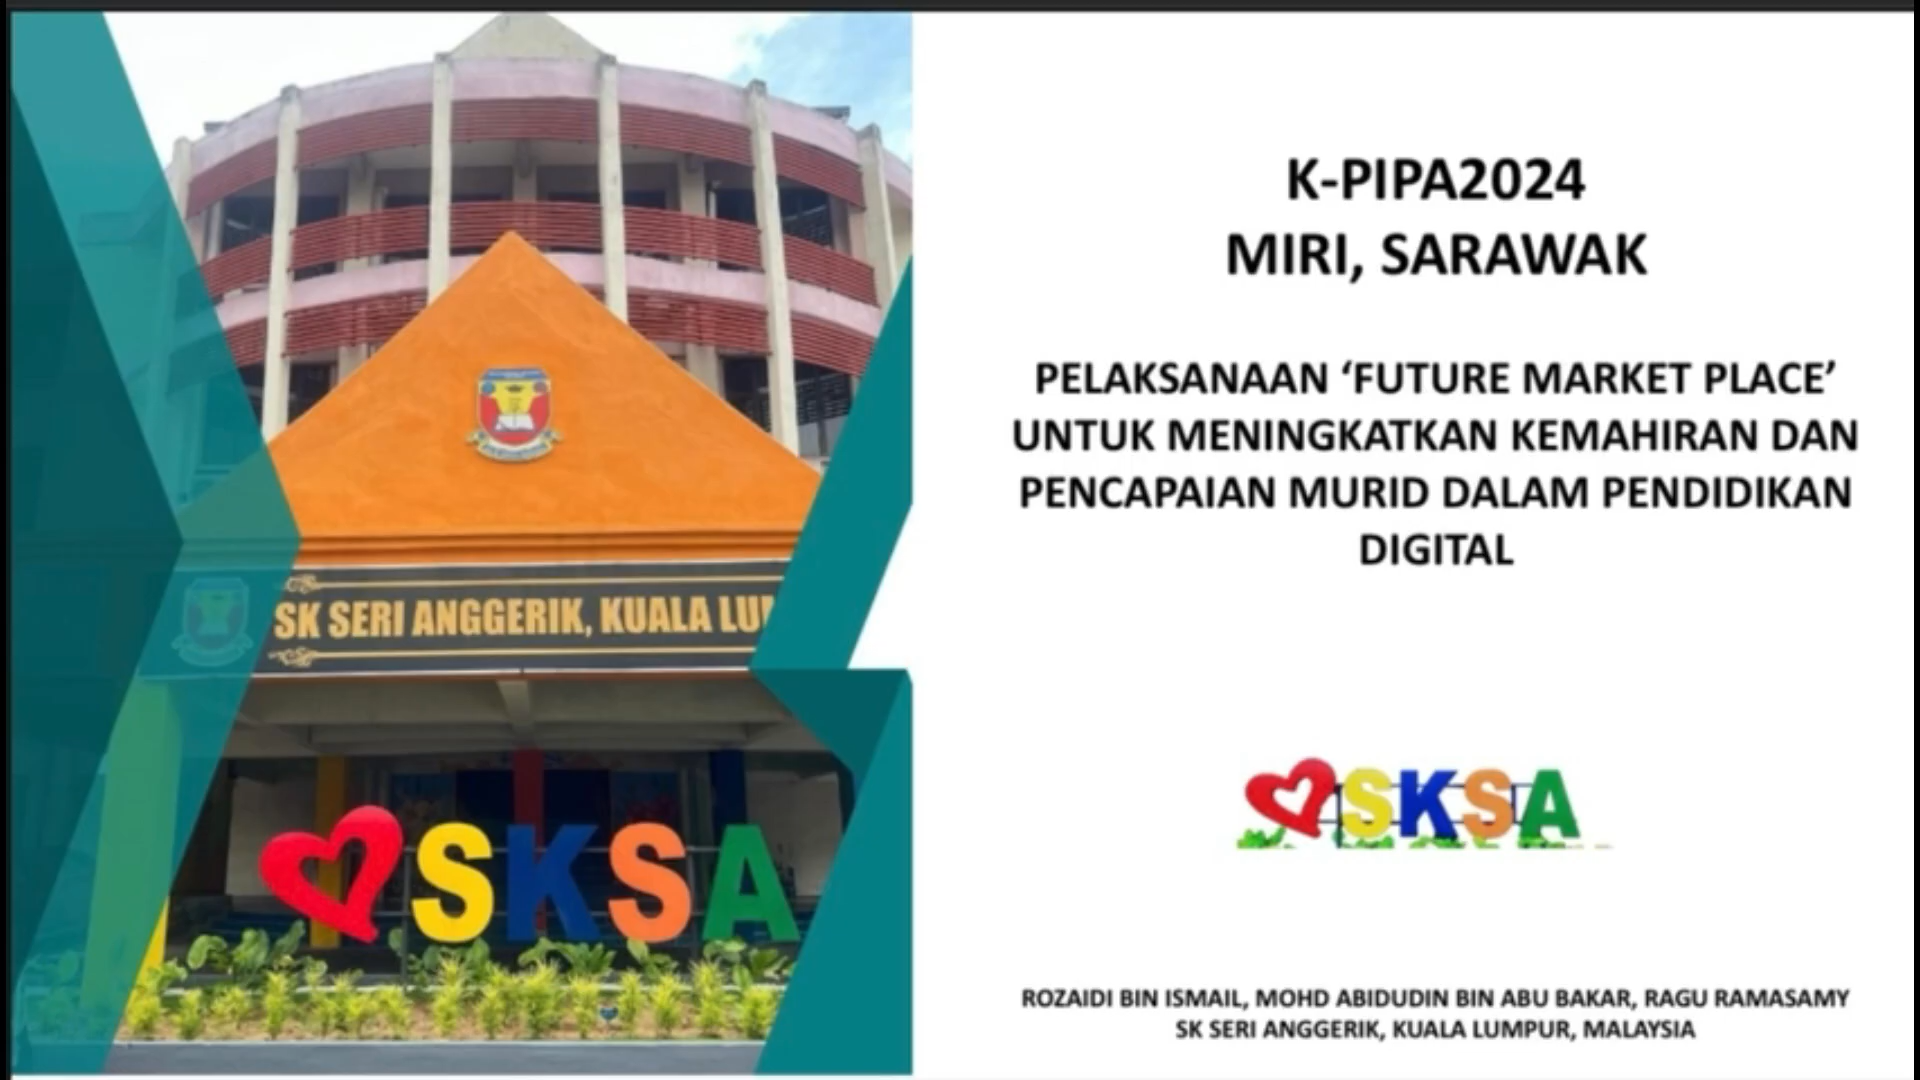 K-PIPA2024
MIRI, SARAWAK
PELAKSANAAN ‘FUTURE MARKET PLACE’
UNTUK MENINGKATKAN KEMAHIRAN DAN
PENCAPAIAN MURID DALAM PENDIDIKAN
DIGITAL
SK SERI ANGGERIK, KUALA LU
SKSA
SKSA
ROZAIDI BIN ISMAIL, MOHD ABIDUDIN BIN ABU BAKAR, RAGU RAMASAMY
SK SERI ANGGERIK, KUALA LUMPUR, MALAYSIA